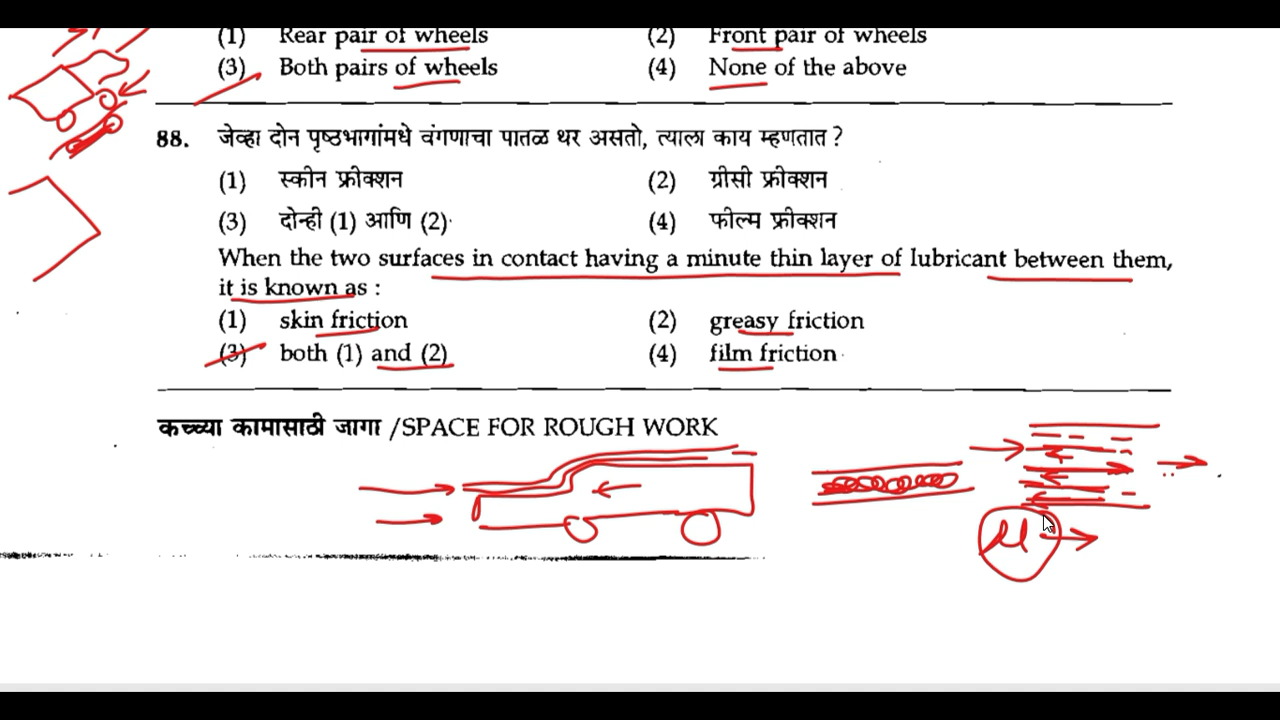 (1) Rear pair of wheels (2) Front pair of wheels
(3) Both pairs of wheels (4) None of the above
88. जेव्हा दोन पृष्ठभागांमधे वंगणाचा पातळ थर असतो, त्याला काय म्हणतात ?
(1) स्कीन फ्रीक्शन (2) ग्रीसी फ्रीक्शन
(3) दोन्ही (1) आणि (2) (4) फील्म फ्रीक्शन
When the two surfaces in contact having a minute thin layer of lubricant between them,
it is known as :
(1) skin friction (2) greasy friction
(3) both (1) and (2) (4) film friction
कच्च्या कामासाठी जागा /SPACE FOR ROUGH WORK
μ